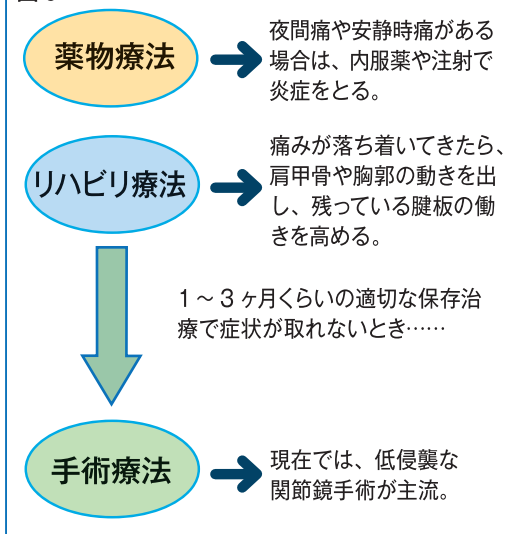 薬物療法
夜間痛や安静時痛がある
場合は、内服薬や注射で
炎症をとる。
リハビリ療法
痛みが落ち着いてきたら、
肩甲骨や胸郭の動きを出
し、残っている腱板の働
きを高める。
１～３ヶ月くらいの適切な保存治
療で症状が取れないとき……
手術療法
現在では、低侵襲な
関節鏡手術が主流。